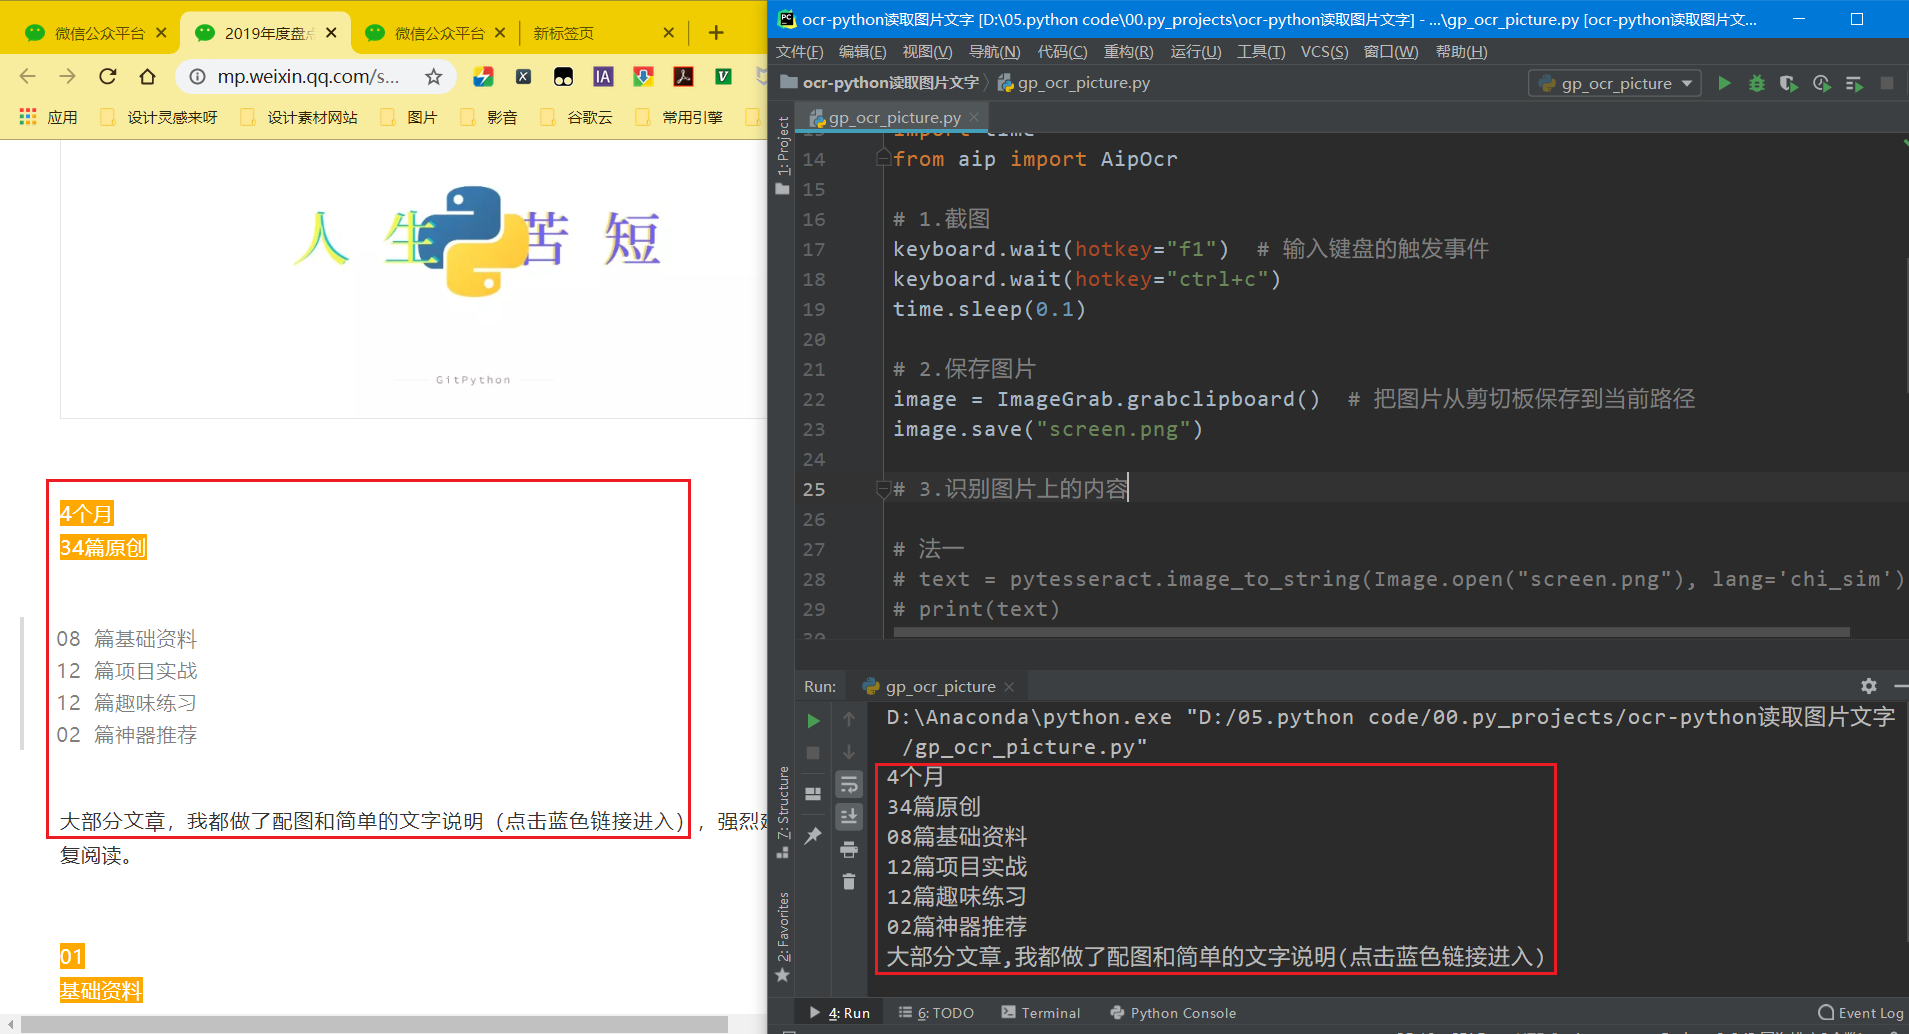 微信公众平台
2019年度盘点
微信公众平台
新标签页
mp.weixin.qq.com/s...
IA
应用
设计灵感来呀
设计素材网站
图片
影音
谷歌云
常用引擎
人生苦短
GitPython
4个月
34篇原创
08 篇基础资料
12 篇项目实战
12 篇趣味练习
02 篇神器推荐
大部分文章，我都做了配图和简单的文字说明（点击蓝色链接进入），强烈
复阅读。
01
基础资料
ocr-python读取图片文字 [D:\05.python code\00.py_projects\ocr-python读取图片文字] - ...\gp_ocr_picture.py [ocr-python读取图片文...
文件(F) 编辑(E) 视图(V) 导航(N) 代码(C) 重构(R) 运行(U) 工具(T) VCS(S) 窗口(W) 帮助(H)
ocr-python读取图片文字 gp_ocr_picture.py
gp_ocr_picture
1: Project
gp_ocr_picture.py
13 import time
14 from aip import AipOcr
15
16 # 1.截图
17 keyboard.wait(hotkey="f1")  # 输入键盘的触发事件
18 keyboard.wait(hotkey="ctrl+c")
19 time.sleep(0.1)
20
21 # 2.保存图片
22 image = ImageGrab.grabclipboard()  # 把图片从剪切板保存到当前路径
23 image.save("screen.png")
24
25 # 3.识别图片上的内容
26
27 # 法一
28 # text = pytesseract.image_to_string(Image.open("screen.png"), lang='chi_sim')
29 # print(text)
30
Run: gp_ocr_picture
D:\Anaconda\python.exe "D:/05.python code/00.py_projects/ocr-python读取图片文字
/gp_ocr_picture.py"
4个月
34篇原创
08篇基础资料
12篇项目实战
12篇趣味练习
02篇神器推荐
大部分文章,我都做了配图和简单的文字说明(点击蓝色链接进入)
7: Structure
2: Favorites
4: Run 6: TODO Terminal Python Console
Event Log